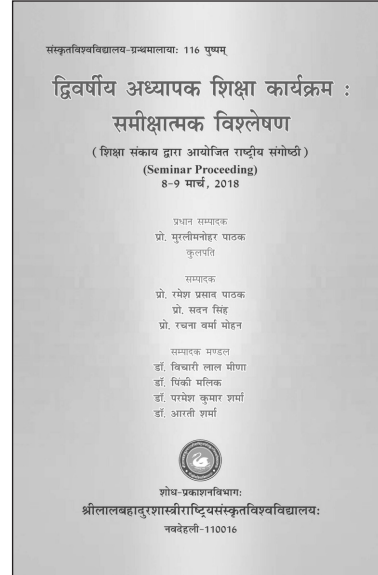 संस्कृतविश्वविद्यालय-ग्रन्थमालायाः 116 पुष्पम्
द्विवर्षीय अध्यापक शिक्षा कार्यक्रम :
समीक्षात्मक विश्लेषण
( शिक्षा संकाय द्वारा आयोजित राष्ट्रीय संगोष्ठी )
(Seminar Proceeding)
8-9 मार्च, 2018
प्रधान सम्पादक
प्रो. मुरलीमनोहर पाठक
कुलपति
सम्पादक
प्रो. रमेश प्रसाद पाठक
प्रो. सदन सिंह
प्रो. रचना वर्मा मोहन
सम्पादक मण्डल
डॉ. विचारी लाल मीणा
डॉ. पिंकी मलिक
डॉ. परमेश कुमार शर्मा
डॉ. आरती शर्मा
शोध-प्रकाशनविभागः
श्रीलालबहादुरशास्त्रीराष्ट्रियसंस्कृतविश्वविद्यालयः
नवदेहली-110016